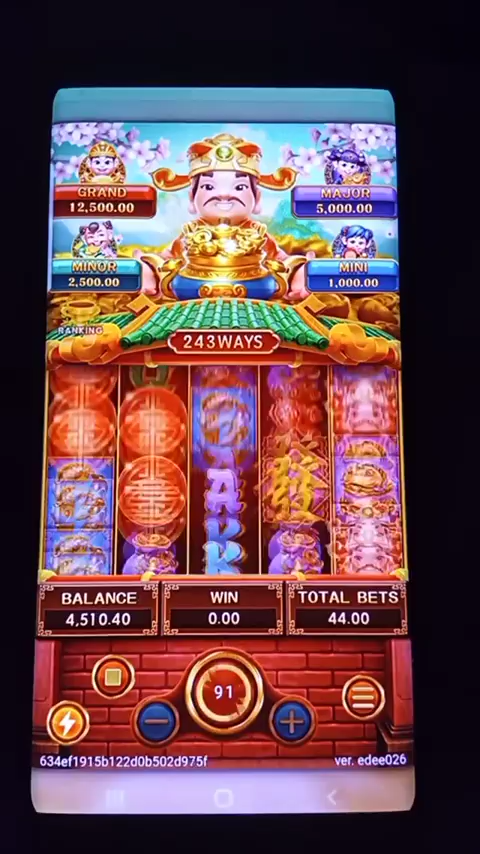 GRAND
12,500.00
MAJOR
5,000.00
MINOR
2,500.00
MINI
1,000.00
RANKING
243WAYS
A
K
發
BALANCE
4,510.40
WIN
0.00
TOTAL BETS
44.00
91
634ef1915b122d0b502d975f
ver. edee026